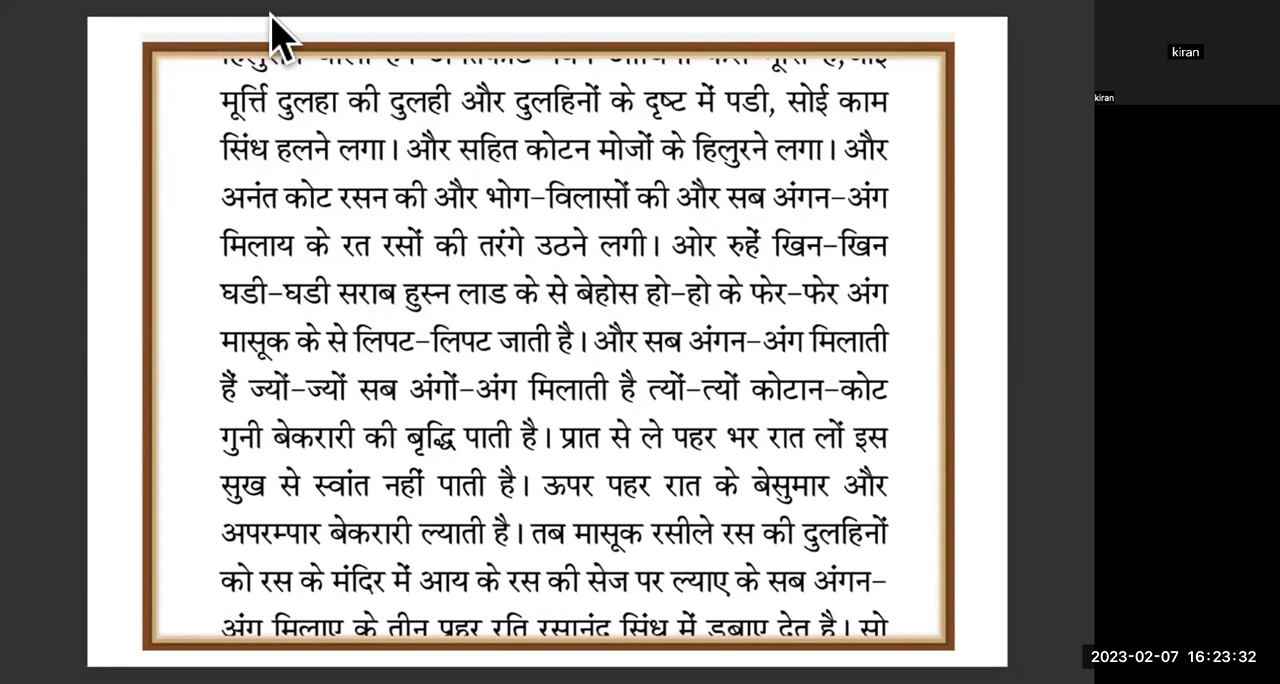 मूर्त्ति दुलहा की दुलही और दुलहिनों के दृष्ट में पडी, सोई काम
सिंध हलने लगा। और सहित कोटन मोजों के हिलुरने लगा। और
अनंत कोट रसन की और भोग-विलासों की और सब अंगन-अंग
मिलाय के रत रसों की तरंगे उठने लगी। ओर रुहें खिन-खिन
घडी-घडी सराब हुस्न लाड के से बेहोस हो-हो के फेर-फेर अंग
मासूक के से लिपट-लिपट जाती है। और सब अंगन-अंग मिलाती
हैं ज्यों-ज्यों सब अंगों-अंग मिलाती है त्यों-त्यों कोटान-कोट
गुनी बेकरारी की बृद्धि पाती है। प्रात से ले पहर भर रात लों इस
सुख से स्वांत नहीं पाती है। ऊपर पहर रात के बेसुमार और
अपरम्पार बेकरारी ल्याती है। तब मासूक रसीले रस की दुलहिनों
को रस के मंदिर में आय के रस की सेज पर ल्याए के सब अंगन-
अंग मिलाए के तीन प्रहर रति रसानंद सिंध में डुबाए देत है। सो
kiran
kiran
2023-02-07 16:23:32